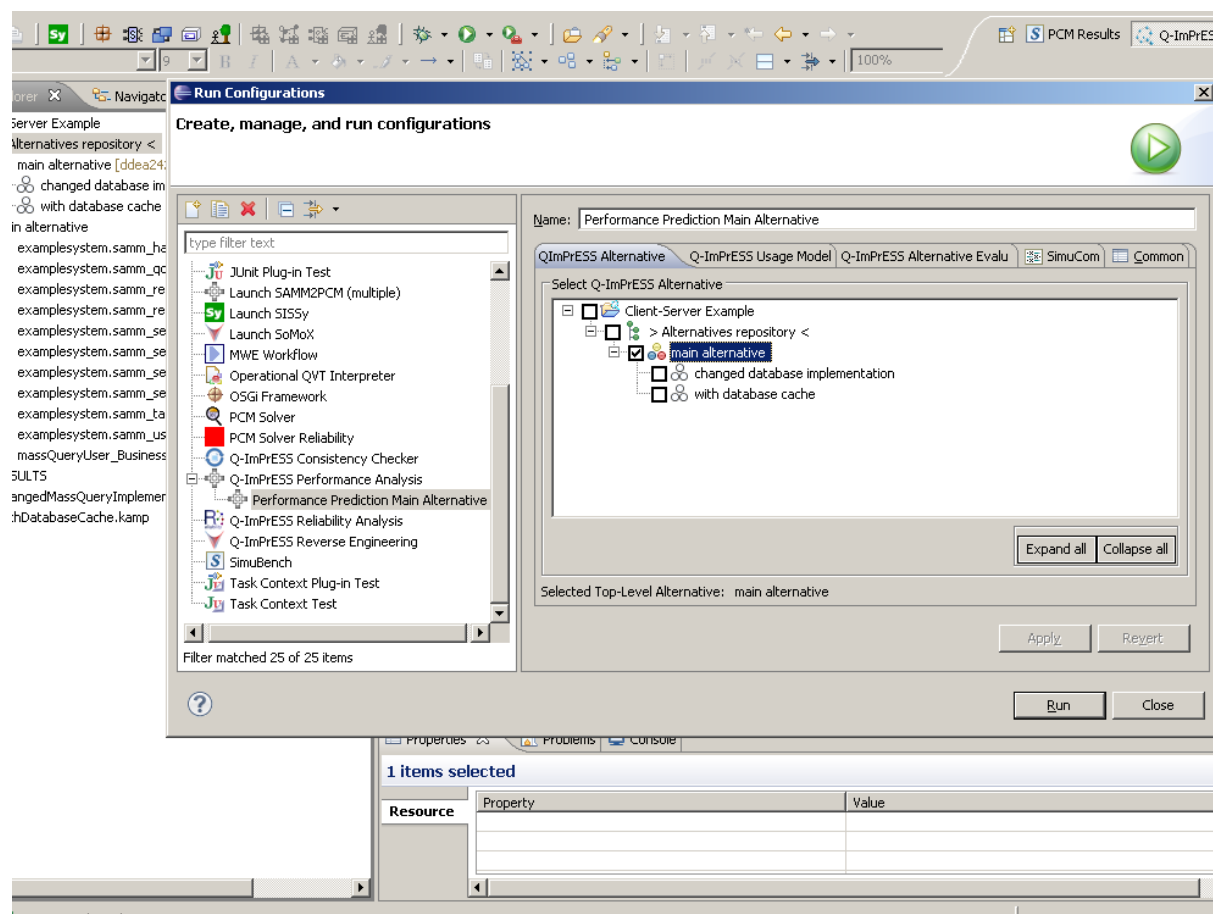 Sy
PCM Results
Q-ImPrES
9
B I
A
100%
orer
Navigato
Server Example
Alternatives repository <
main alternative [ddea24
changed database im
with database cache
in alternative
examplesystem.samm_ha
examplesystem.samm_qc
examplesystem.samm_re
examplesystem.samm_re
examplesystem.samm_se
examplesystem.samm_se
examplesystem.samm_se
examplesystem.samm_se
examplesystem.samm_ta
examplesystem.samm_us
massQueryUser_Business
SULTS
angedMassQueryImplemen
hDatabaseCache.kamp
Run Configurations
Create, manage, and run configurations
type filter text
JUnit Plug-in Test
Launch SAMM2PCM (multiple)
Launch SISSy
Launch SoMoX
MWE Workflow
Operational QVT Interpreter
OSGi Framework
PCM Solver
PCM Solver Reliability
Q-ImPrESS Consistency Checker
Q-ImPrESS Performance Analysis
Performance Prediction Main Alternative
Q-ImPrESS Reliability Analysis
Q-ImPrESS Reverse Engineering
SimuBench
Task Context Plug-in Test
Task Context Test
Filter matched 25 of 25 items
Name: Performance Prediction Main Alternative
QImPrESS Alternative
Q-ImPrESS Usage Model
Q-ImPrESS Alternative Evalu
SimuCom
Common
Select Q-ImPrESS Alternative
Client-Server Example
> Alternatives repository <
main alternative
changed database implementation
with database cache
Expand all
Collapse all
Selected Top-Level Alternative: main alternative
Apply
Revert
Run
Close
Properties
Problems
Console
1 items selected
Resource
Property
Value